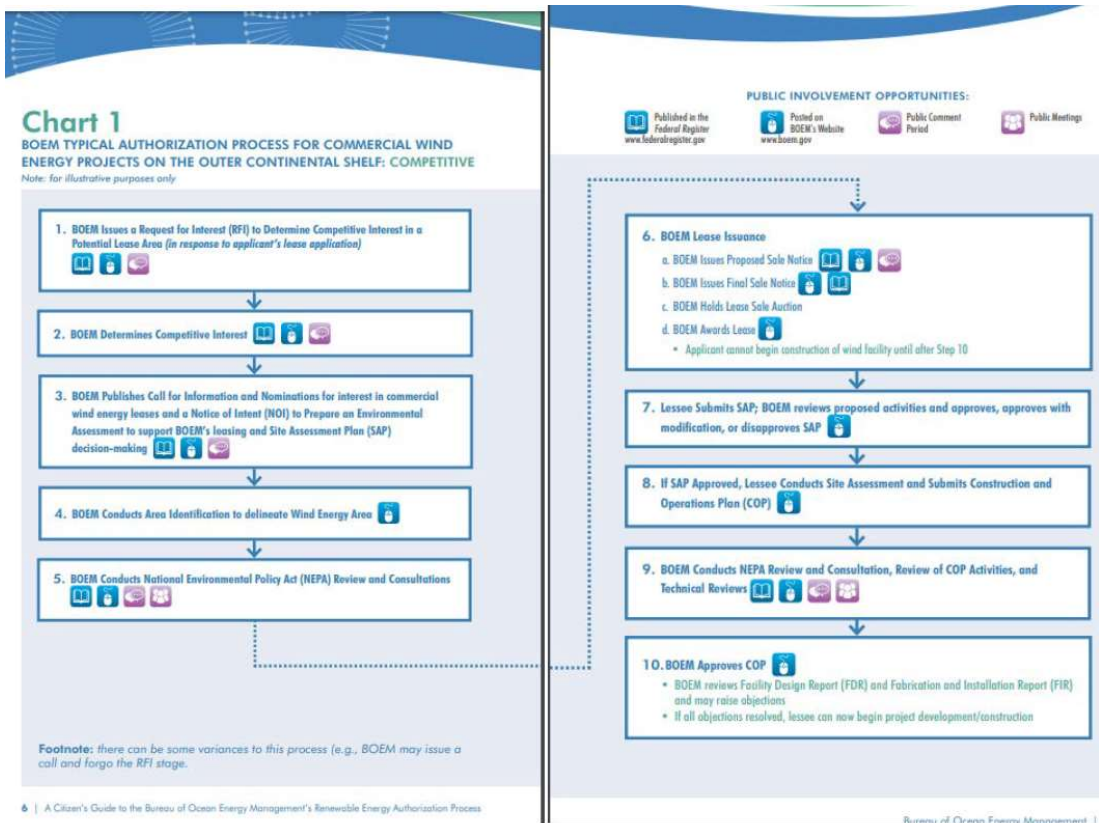 Chart 1
BOEM TYPICAL AUTHORIZATION PROCESS FOR COMMERCIAL WIND
ENERGY PROJECTS ON THE OUTER CONTINENTAL SHELF: COMPETITIVE
Note: for illustrative purposes only
1. BOEM Issues a Request for Interest (RFI) to Determine Competitive Interest in a
Potential Lease Area (in response to applicant's lease application)
2. BOEM Determines Competitive Interest
3. BOEM Publishes Call for Information and Nominations for interest in commercial
wind energy leases and a Notice of Intent (NOI) to Prepare an Environmental
Assessment to support BOEM's leasing and Site Assessment Plan (SAP)
decision-making
4. BOEM Conducts Area Identification to delineate Wind Energy Area
5. BOEM Conducts National Environmental Policy Act (NEPA) Review and Consultations
Footnote: there can be some variances to this process (e.g., BOEM may issue a
call and forgo the RFI stage.
6 | A Citizen's Guide to the Bureau of Ocean Energy Management's Renewable Energy Authorization Process
PUBLIC INVOLVEMENT OPPORTUNITIES:
Published in the
Federal Register
www.federalregister.gov
Posted on
BOEM's Website
www.boem.gov
Public Comment
Period
Public Meetings
6. BOEM Lease Issuance
a. BOEM Issues Proposed Sale Notice
b. BOEM Issues Final Sale Notice
c. BOEM Holds Lease Sale Auction
d. BOEM Awards Lease
• Applicant cannot begin construction of wind facility until after Step 10
7. Lessee Submits SAP; BOEM reviews proposed activities and approves, approves with
modification, or disapproves SAP
8. If SAP Approved, Lessee Conducts Site Assessment and Submits Construction and
Operations Plan (COP)
9. BOEM Conducts NEPA Review and Consultation, Review of COP Activities, and
Technical Reviews
10. BOEM Approves COP
• BOEM reviews Facility Design Report (FDR) and Fabrication and Installation Report (FIR)
and may raise objections
• If all objections resolved, lessee can now begin project development/construction
Bureau of Ocean Energy Management |